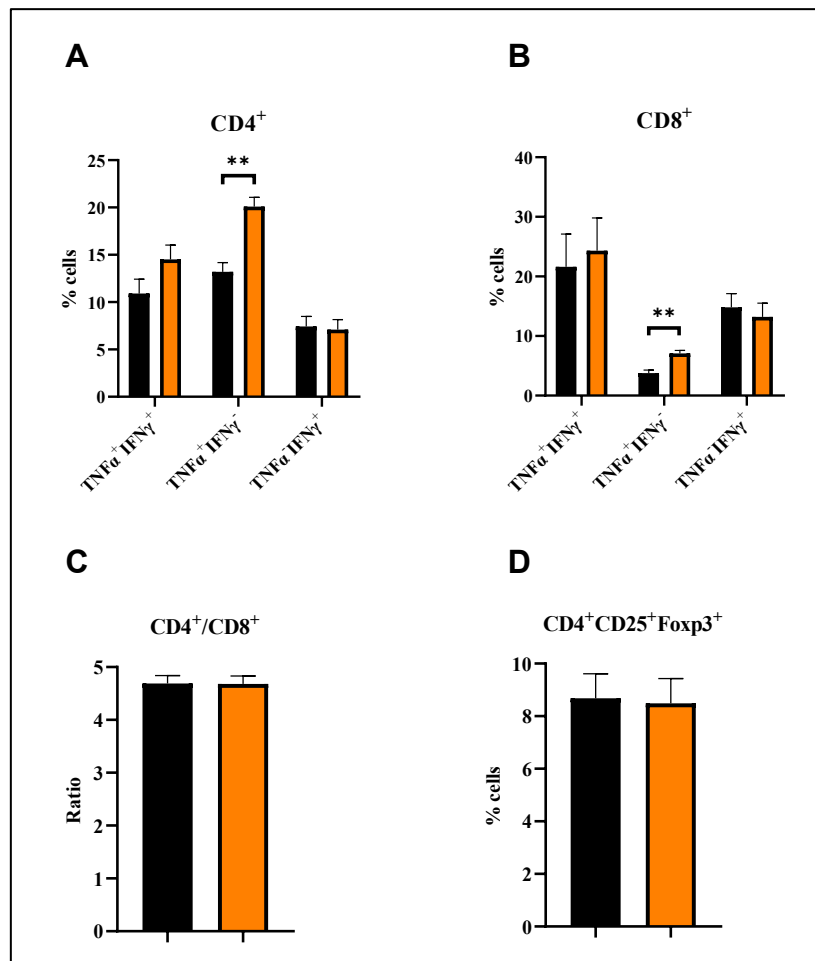 A
CD4⁺
% cells
25
20
15
10
5
0
**
TNFα⁺IFNγ⁺
TNFα⁺IFNγ⁻
TNFα⁻IFNγ⁺
B
CD8⁺
% cells
40
30
20
10
0
**
TNFα⁺IFNγ⁺
TNFα⁺IFNγ⁻
TNFα⁻IFNγ⁺
C
CD4⁺/CD8⁺
Ratio
5
4
3
2
1
0
D
CD4⁺CD25⁺Foxp3⁺
% cells
10
8
6
4
2
0